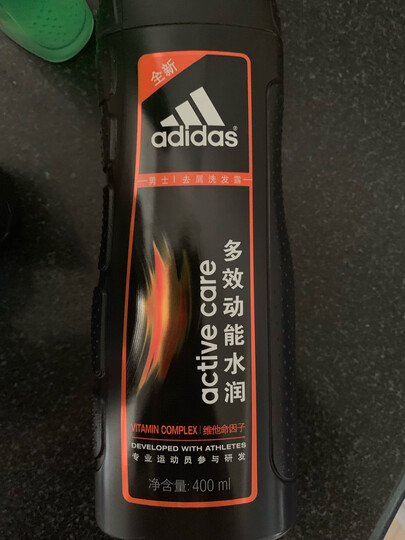 全新
adidas®
男士 | 去屑洗发露
active care
多效动能水润
VITAMIN COMPLEX | 维他命因子
DEVELOPED WITH ATHLETES
专业运动员参与研发
净含量: 400 ml